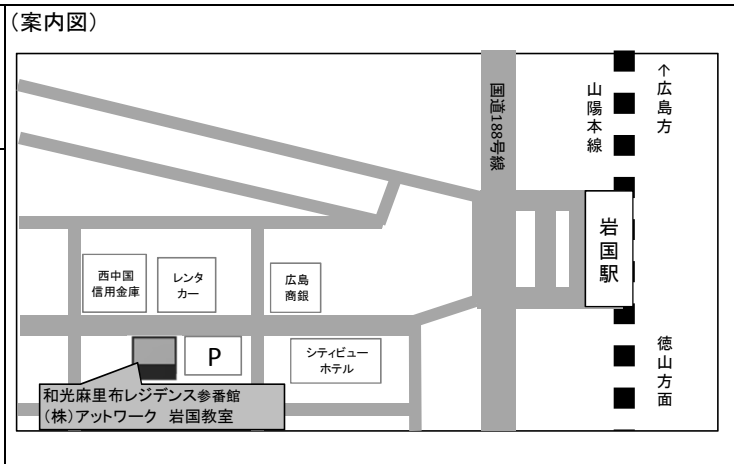 (案内図)
国道188号線
山陽本線
↑広島方
岩国駅
西中国
信用金庫
レンタ
カー
広島
商銀
P
シティビュー
ホテル
徳山方面
和光麻里布レジデンス参番館
(株)アットワーク 岩国教室